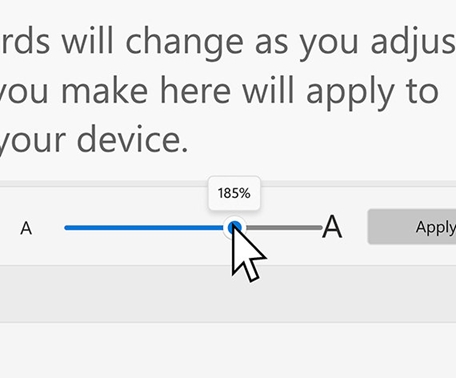 rds will change as you adjus
you make here will apply to
your device.
185%
A A Apply